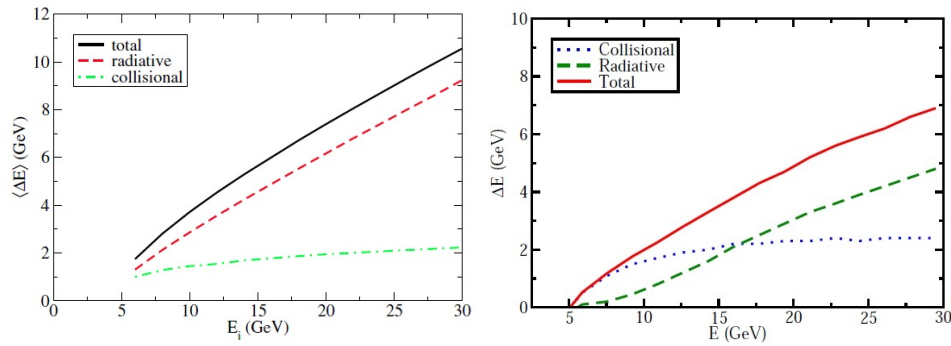 12
10
8
6
4
2
0
⟨ΔE⟩ (GeV)
total
radiative
collisional
0 5 10 15 20 25 30
E_i (GeV)
10
8
6
4
2
0
ΔE (GeV)
Collisional
Radiative
Total
5 10 15 20 25 30
E (GeV)